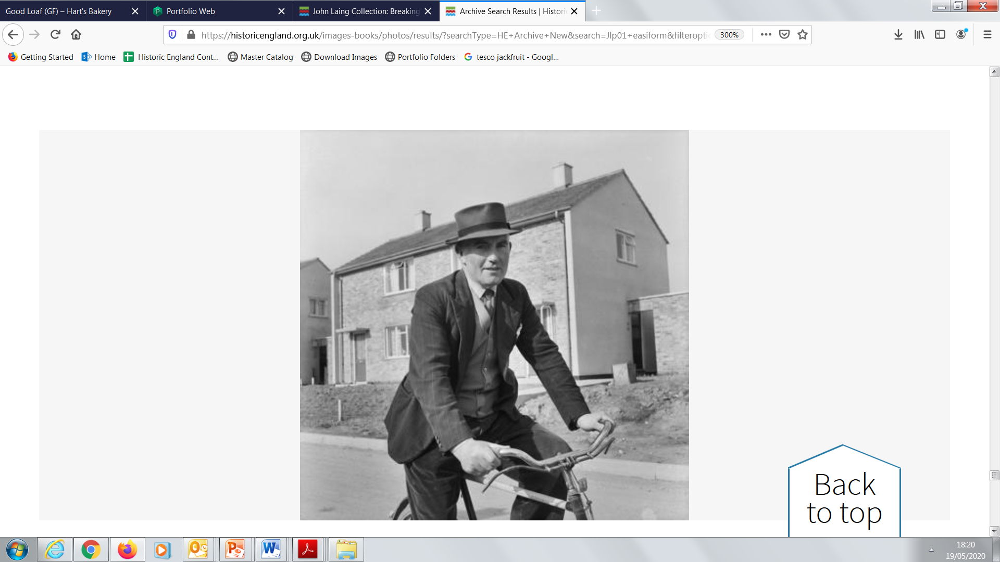 Good Loaf (GF) – Hart's Bakery
Portfolio Web
John Laing Collection: Breaking
Archive Search Results | Histori
https://historicengland.org.uk/images-books/photos/results/?searchType=HE+Archive+New&search=Jlp01+easiform&filteropti
300%
Getting Started
Home
Historic England Cont...
Master Catalog
Download Images
Portfolio Folders
tesco jackfruit - Googl...
Back
to top
18:20
19/05/2020